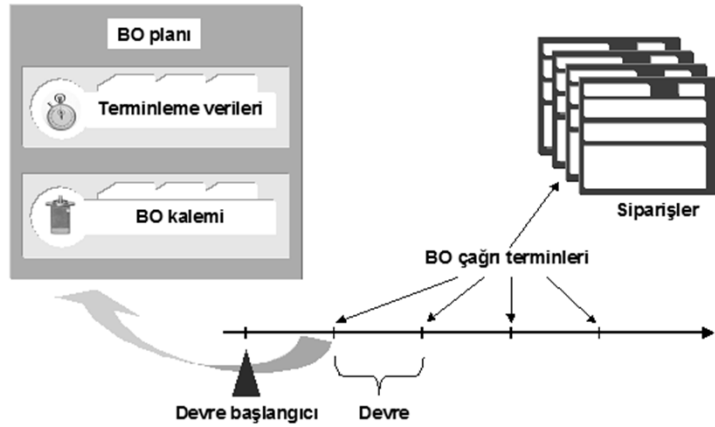 BO planı
Terminleme verileri
BO kalemi
Siparişler
BO çağrı terminleri
Devre başlangıcı
Devre